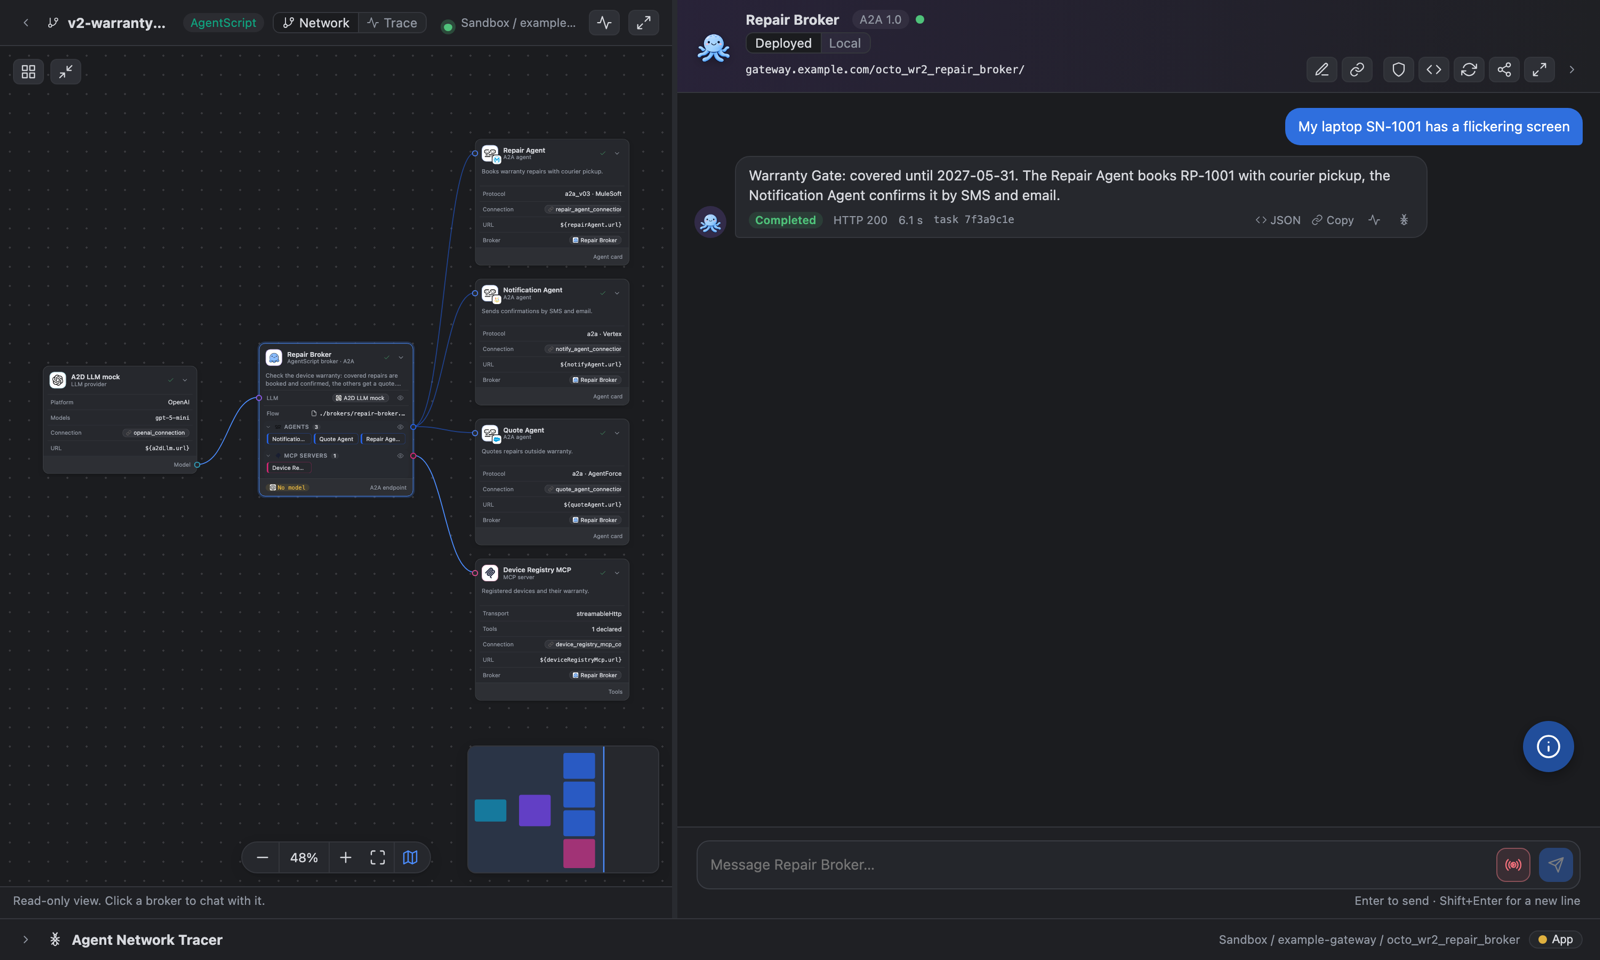 v2-warranty...
AgentScript
Network
Trace
Sandbox / example...
Repair Agent
A2A agent
Books warranty repairs with courier pickup.
Protocol
a2a_v03 · MuleSoft
Connection
repair_agent_connection
URL
${repairAgent.url}
Broker
Repair Broker
Agent card
Notification Agent
A2A agent
Sends confirmations by SMS and email.
Protocol
a2a · Vertex
Connection
notify_agent_connection
URL
${notifyAgent.url}
Broker
Repair Broker
Agent card
A2D LLM mock
LLM provider
Platform
OpenAI
Models
gpt-5-mini
Connection
openai_connection
URL
${a2dLlm.url}
Model
Repair Broker
AgentScript broker · A2A
Check the device warranty: covered repairs are
booked and confirmed, the others get a quote....
LLM
A2D LLM mock
Flow
./brokers/repair-broker....
AGENTS 3
Notificatio...
Quote Agent
Repair Age...
MCP SERVERS 1
Device Re...
No model
A2A endpoint
Quote Agent
A2A agent
Quotes repairs outside warranty.
Protocol
a2a · AgentForce
Connection
quote_agent_connection
URL
${quoteAgent.url}
Broker
Repair Broker
Agent card
Device Registry MCP
MCP server
Registered devices and their warranty.
Transport
streamableHttp
Tools
1 declared
Connection
device_registry_mcp_co
URL
${deviceRegistryMcp.url}
Broker
Repair Broker
Tools
48%
Read-only view. Click a broker to chat with it.
Repair Broker
A2A 1.0
Deployed
Local
gateway.example.com/octo_wr2_repair_broker/
My laptop SN-1001 has a flickering screen
Warranty Gate: covered until 2027-05-31. The Repair Agent books RP-1001 with courier pickup, the
Notification Agent confirms it by SMS and email.
Completed
HTTP 200
6.1 s
task 7f3a9c1e
JSON
Copy
Message Repair Broker...
Enter to send · Shift+Enter for a new line
Agent Network Tracer
Sandbox / example-gateway / octo_wr2_repair_broker
App